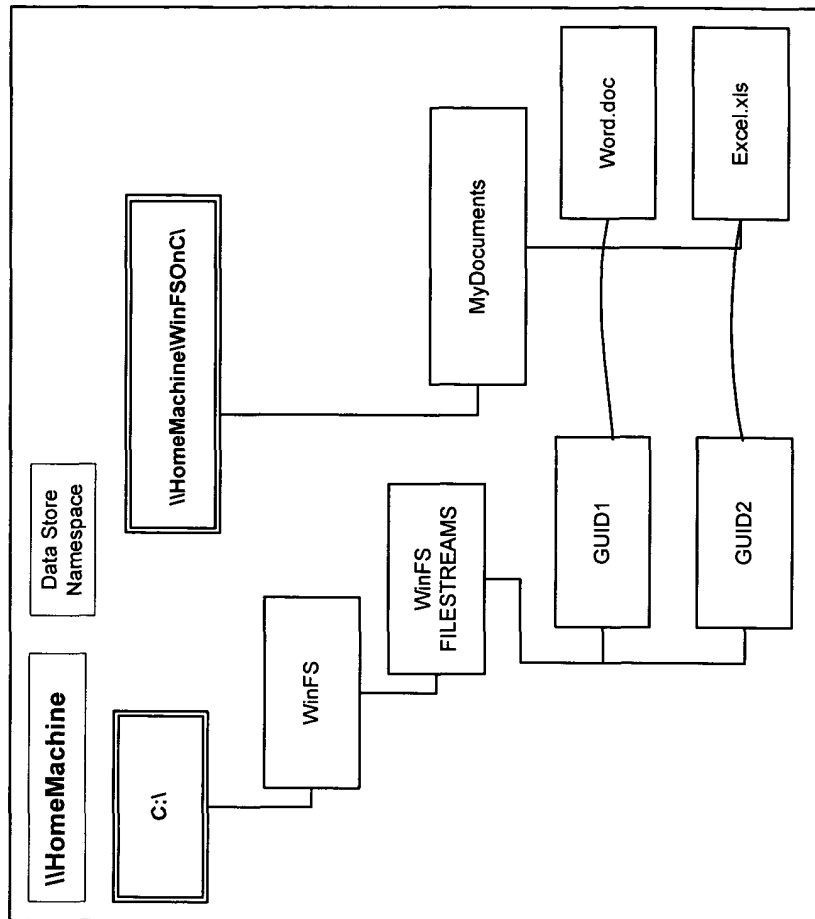 \\HomeMachine
Data Store
Namespace
C:\
\\HomeMachine\WinFSOnC\
WinFS
WinFS
FILESTREAMS
MyDocuments
GUID1
Word.doc
GUID2
Excel.xls